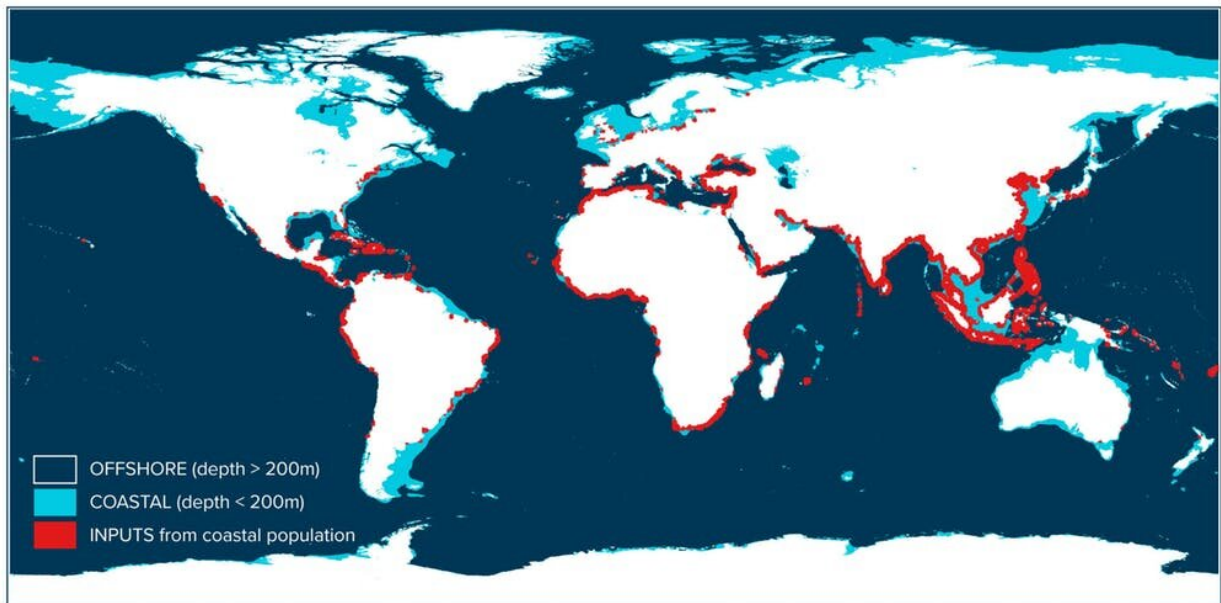 OFFSHORE (depth > 200m)
COASTAL (depth < 200m)
INPUTS from coastal population